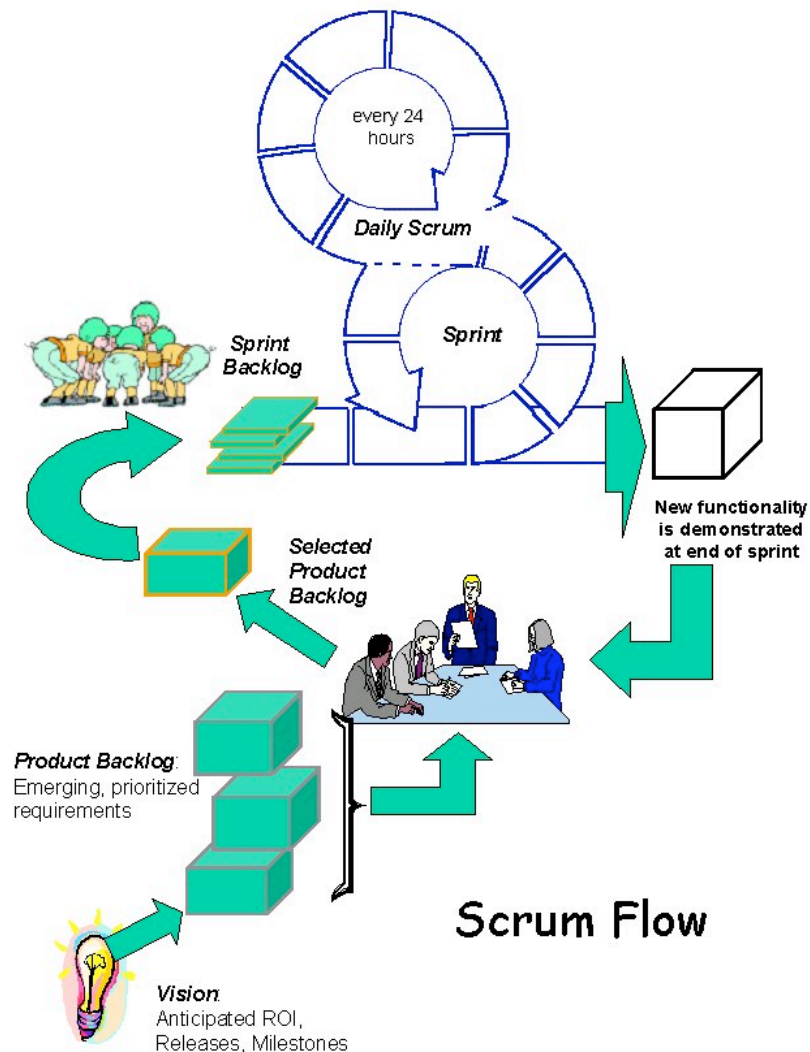 every 24
hours
Daily Scrum
Sprint
Sprint
Backlog
New functionality
is demonstrated
at end of sprint
Selected
Product
Backlog
Product Backlog:
Emerging, prioritized
requirements
Scrum Flow
Vision:
Anticipated ROI,
Releases, Milestones